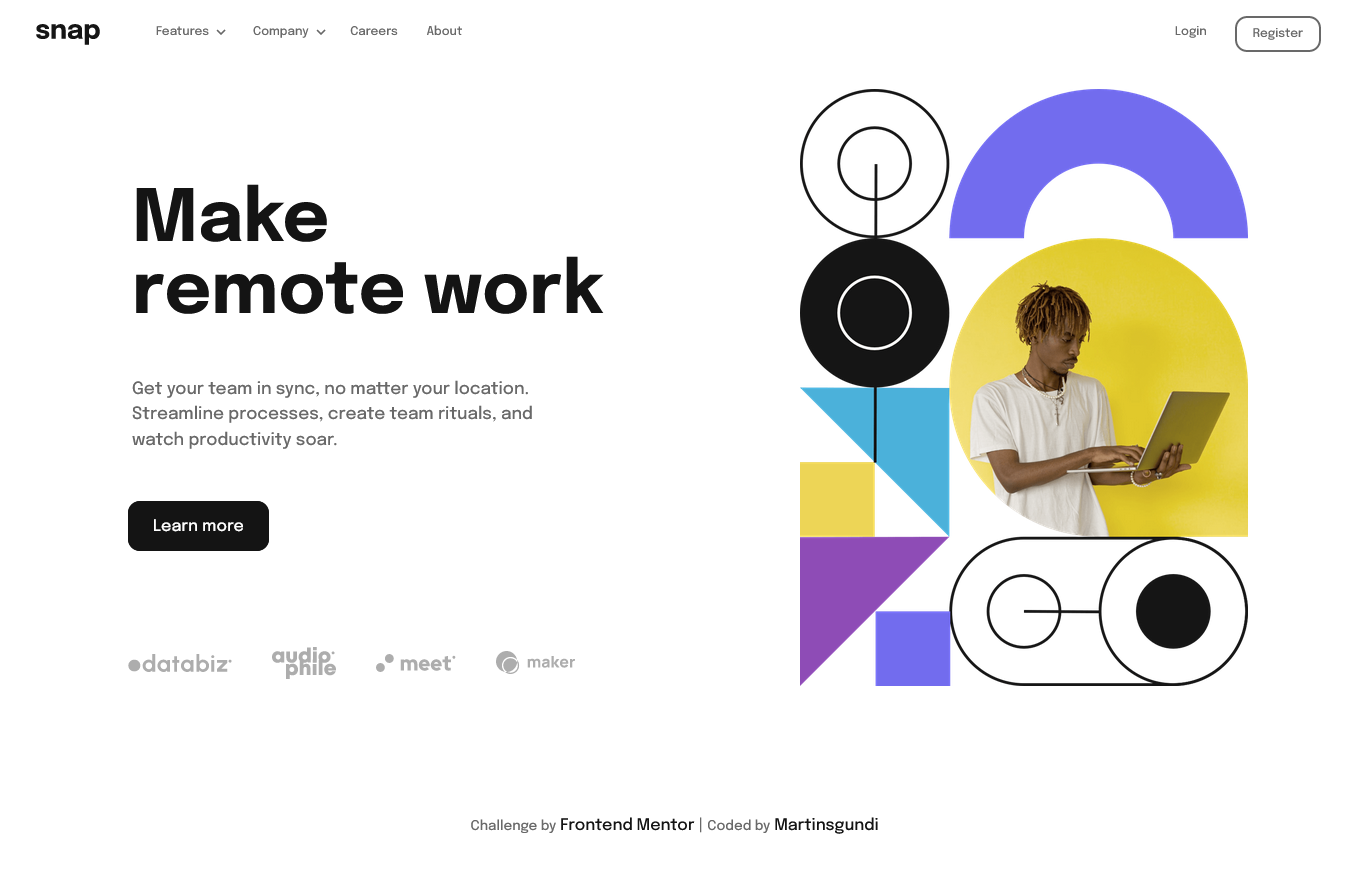 snap
Features
Company
Careers
About
Login
Register
Make
remote work
Get your team in sync, no matter your location.
Streamline processes, create team rituals, and
watch productivity soar.
Learn more
databiz
audio
phile
meet
maker
Challenge by Frontend Mentor | Coded by Martinsgundi